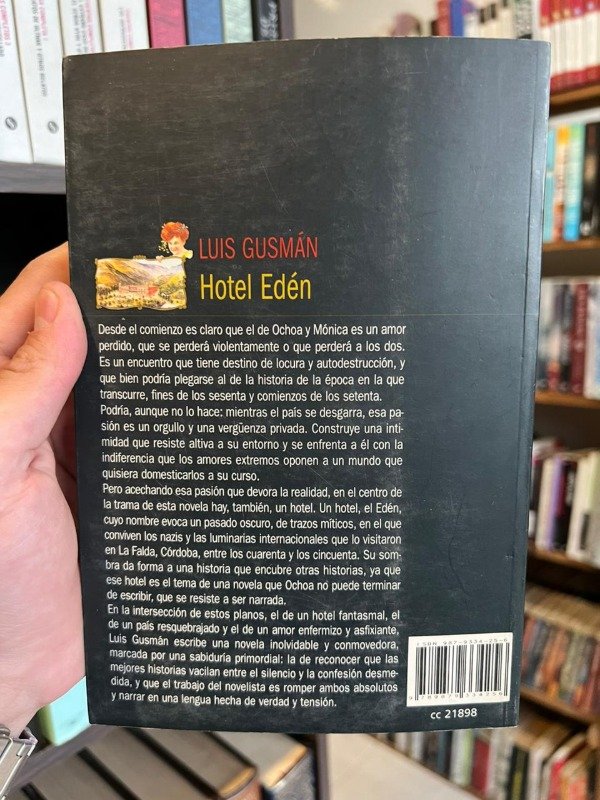 LUIS GUSMÁN
Hotel Edén
Desde el comienzo es claro que el de Ochoa y Mónica es un amor
perdido, que se perderá violentamente o que perderá a los dos.
Es un encuentro que tiene destino de locura y autodestrucción, y
que bien podría plegarse al de la historia de la época en la que
transcurre, fines de los sesenta y comienzos de los setenta.
Podría, aunque no lo hace: mientras el país se desgarra, esa pa-
sión es un orgullo y una vergüenza privada. Construye una inti-
midad que resiste altiva a su entorno y se enfrenta a él con la
indiferencia que los amores extremos oponen a un mundo que
quisiera domesticarlos a su curso.
Pero acechando esa pasión que devora la realidad, en el centro de
la trama de esta novela hay, también, un hotel. Un hotel, el Edén,
cuyo nombre evoca un pasado oscuro, de trazos míticos, en el que
conviven los nazis y las luminarias internacionales que lo visitaron
en La Falda, Córdoba, entre los cuarenta y los cincuenta. Su som-
bra da forma a una historia que encubre otras historias, ya que
ese hotel es el tema de una novela que Ochoa no puede terminar
de escribir, que se resiste a ser narrada.
En la intersección de estos planos, el de un hotel fantasmal, el
de un país resquebrajado y el de un amor enfermizo y asfixiante,
Luis Gusmán escribe una novela inolvidable y conmovedora,
marcada por una sabiduría primordial: la de reconocer que las
mejores historias vacilan entre el silencio y la confesión desme-
dida, y que el trabajo del novelista es romper ambos absolutos
y narrar en una lengua hecha de verdad y tensión.
ISBN 987-9334-25-6
9789879334256
CC 21898